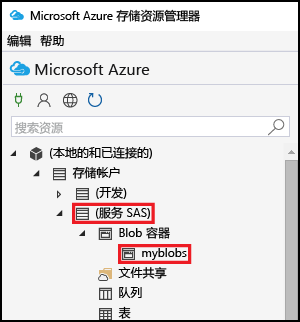 Microsoft Azure 存储资源管理器
编辑 帮助
Microsoft Azure
搜索资源
(本地的和已连接的)
存储帐户
(开发)
(服务 SAS)
Blob 容器
myblobs
文件共享
队列
表